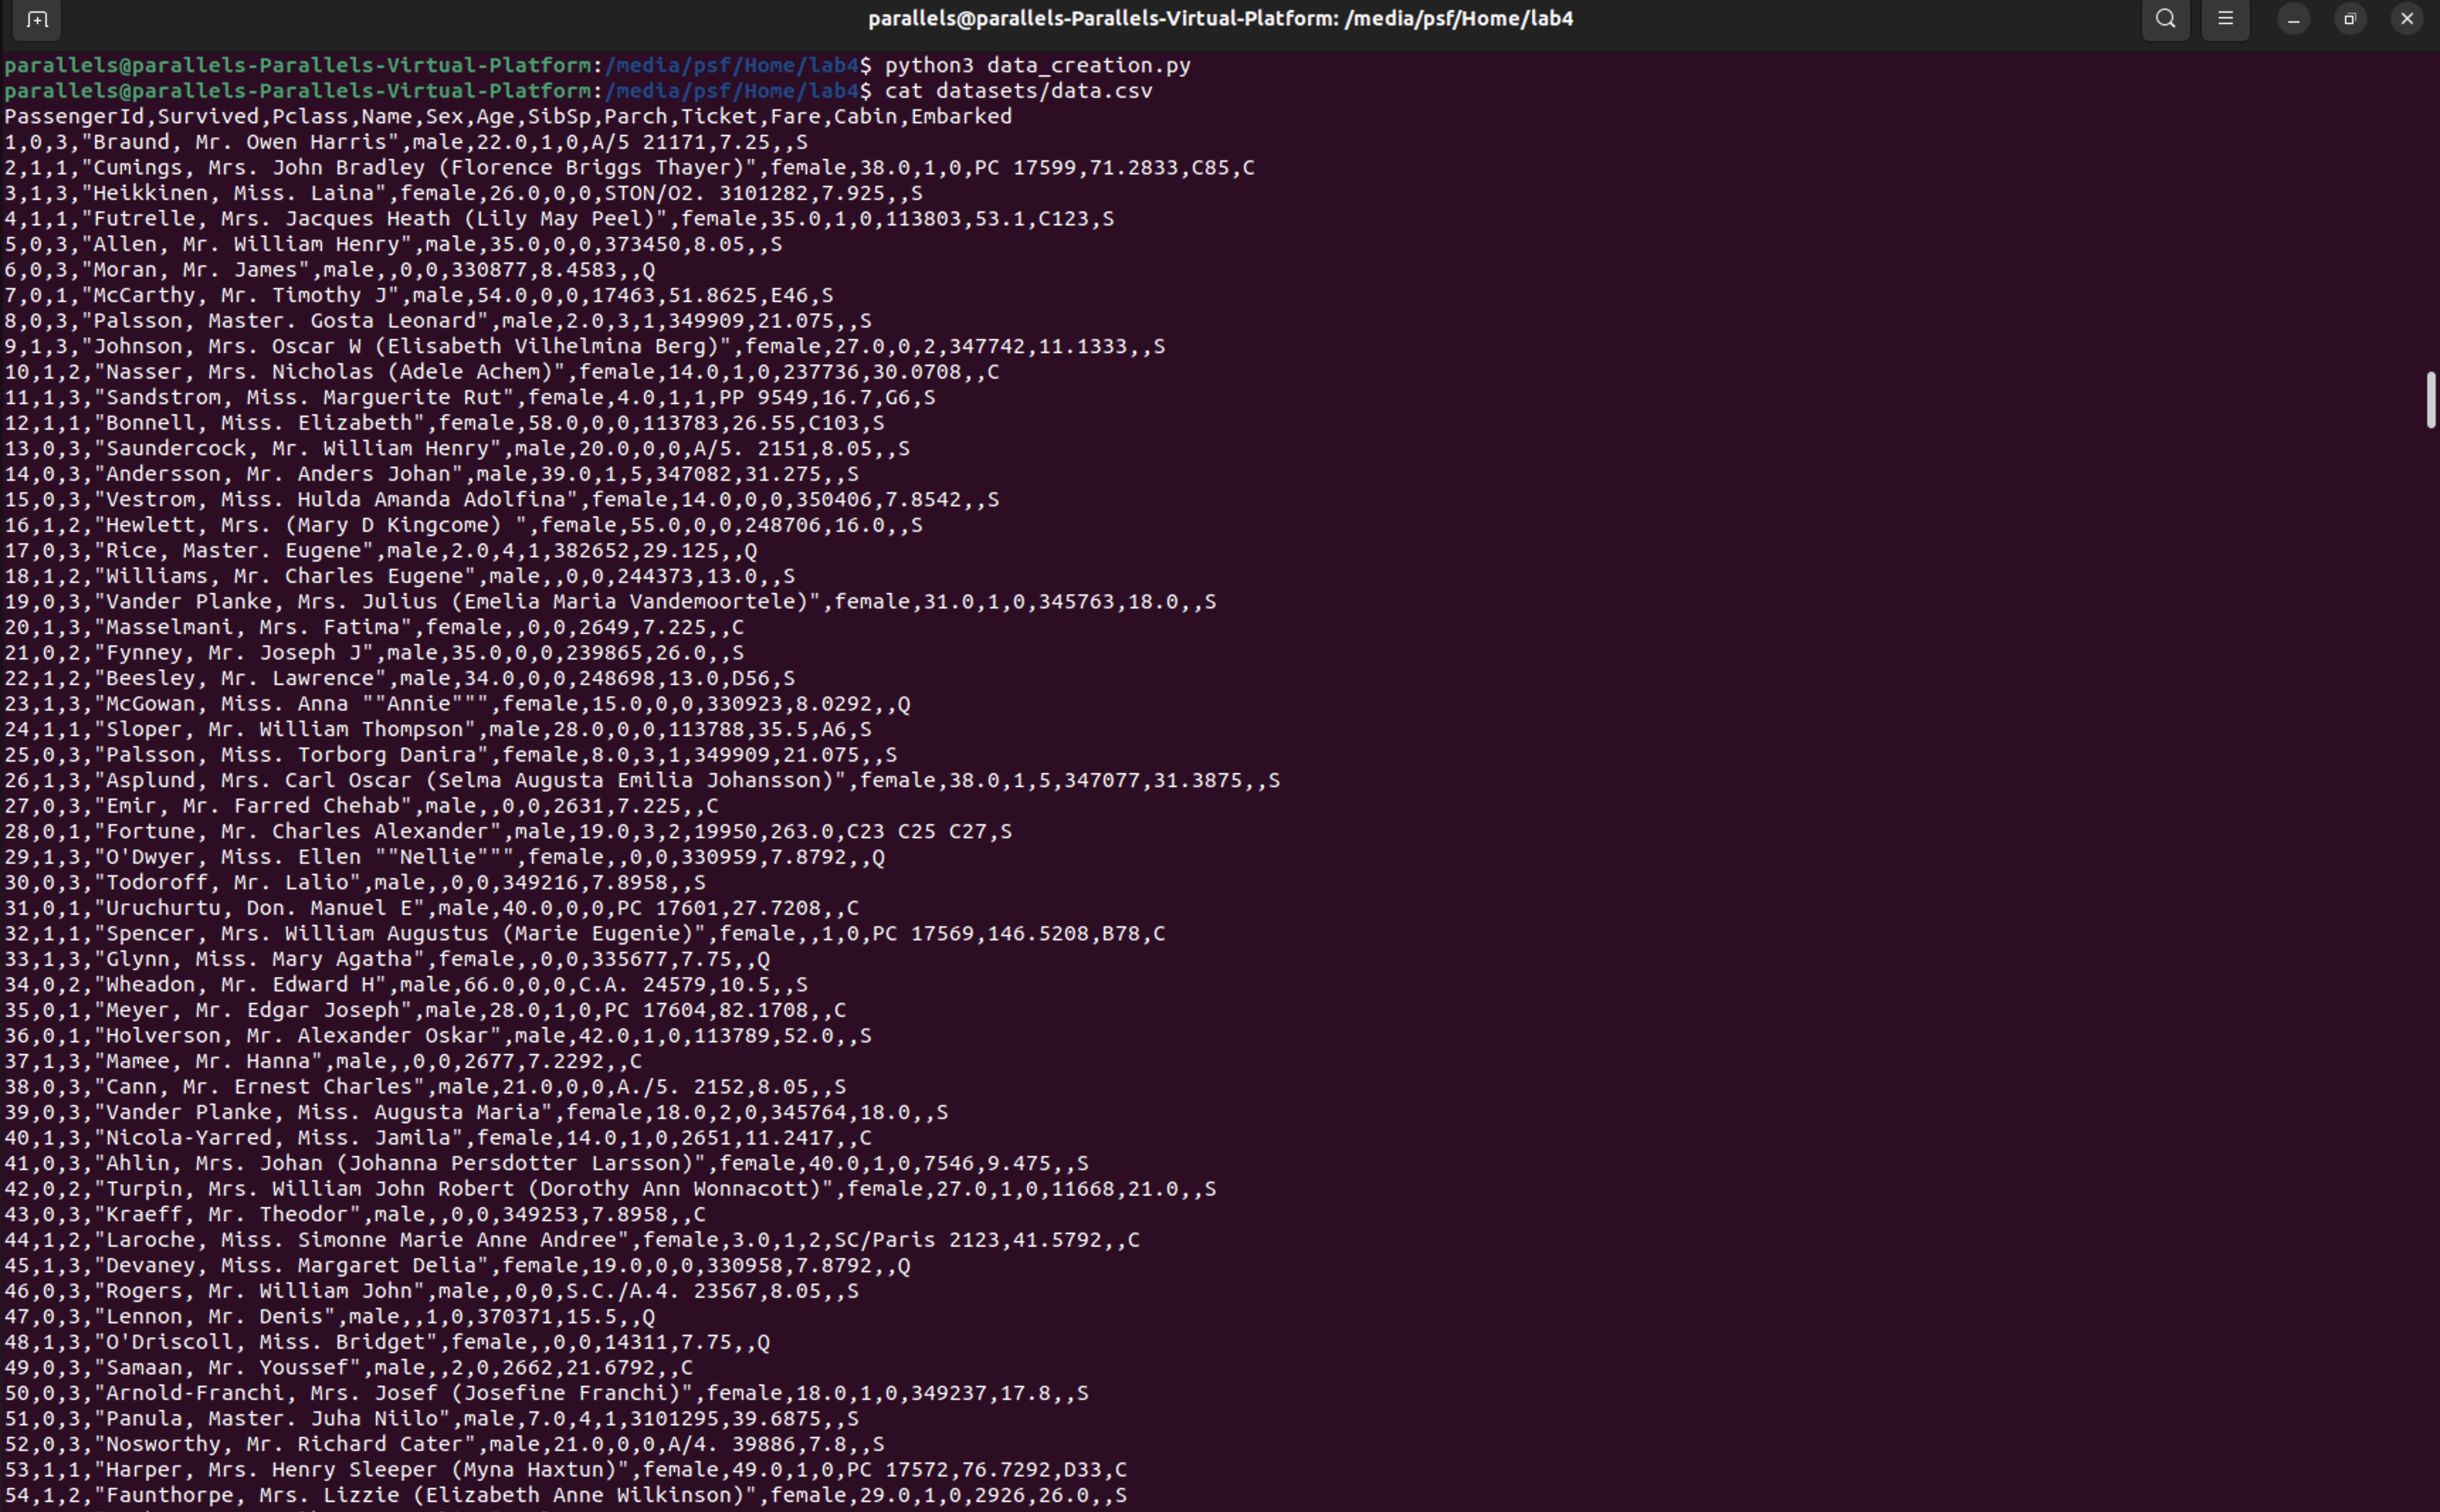 parallels@parallels-Parallels-Virtual-Platform: /media/psf/Home/lab4
parallels@parallels-Parallels-Virtual-Platform:/media/psf/Home/lab4$ python3 data_creation.py
parallels@parallels-Parallels-Virtual-Platform:/media/psf/Home/lab4$ cat datasets/data.csv
PassengerId,Survived,Pclass,Name,Sex,Age,SibSp,Parch,Ticket,Fare,Cabin,Embarked
1,0,3,"Braund, Mr. Owen Harris",male,22.0,1,0,A/5 21171,7.25,,S
2,1,1,"Cumings, Mrs. John Bradley (Florence Briggs Thayer)",female,38.0,1,0,PC 17599,71.2833,C85,C
3,1,3,"Heikkinen, Miss. Laina",female,26.0,0,0,STON/O2. 3101282,7.925,,S
4,1,1,"Futrelle, Mrs. Jacques Heath (Lily May Peel)",female,35.0,1,0,113803,53.1,C123,S
5,0,3,"Allen, Mr. William Henry",male,35.0,0,0,373450,8.05,,S
6,0,3,"Moran, Mr. James",male,,0,0,330877,8.4583,,Q
7,0,1,"McCarthy, Mr. Timothy J",male,54.0,0,0,17463,51.8625,E46,S
8,0,3,"Palsson, Master. Gosta Leonard",male,2.0,3,1,349909,21.075,,S
9,1,3,"Johnson, Mrs. Oscar W (Elisabeth Vilhelmina Berg)",female,27.0,0,2,347742,11.1333,,S
10,1,2,"Nasser, Mrs. Nicholas (Adele Achem)",female,14.0,1,0,237736,30.0708,,C
11,1,3,"Sandstrom, Miss. Marguerite Rut",female,4.0,1,1,PP 9549,16.7,G6,S
12,1,1,"Bonnell, Miss. Elizabeth",female,58.0,0,0,113783,26.55,C103,S
13,0,3,"Saundercock, Mr. William Henry",male,20.0,0,0,A/5. 2151,8.05,,S
14,0,3,"Andersson, Mr. Anders Johan",male,39.0,1,5,347082,31.275,,S
15,0,3,"Vestrom, Miss. Hulda Amanda Adolfina",female,14.0,0,0,350406,7.8542,,S
16,1,2,"Hewlett, Mrs. (Mary D Kingcome) ",female,55.0,0,0,248706,16.0,,S
17,0,3,"Rice, Master. Eugene",male,2.0,4,1,382652,29.125,,Q
18,1,2,"Williams, Mr. Charles Eugene",male,,0,0,244373,13.0,,S
19,0,3,"Vander Planke, Mrs. Julius (Emelia Maria Vandemoortele)",female,31.0,1,0,345763,18.0,,S
20,1,3,"Masselmani, Mrs. Fatima",female,,0,0,2649,7.225,,C
21,0,2,"Fynney, Mr. Joseph J",male,35.0,0,0,239865,26.0,,S
22,1,2,"Beesley, Mr. Lawrence",male,34.0,0,0,248698,13.0,D56,S
23,1,3,"McGowan, Miss. Anna ""Annie""",female,15.0,0,0,330923,8.0292,,Q
24,1,1,"Sloper, Mr. William Thompson",male,28.0,0,0,113788,35.5,A6,S
25,0,3,"Palsson, Miss. Torborg Danira",female,8.0,3,1,349909,21.075,,S
26,1,3,"Asplund, Mrs. Carl Oscar (Selma Augusta Emilia Johansson)",female,38.0,1,5,347077,31.3875,,S
27,0,3,"Emir, Mr. Farred Chehab",male,,0,0,2631,7.225,,C
28,0,1,"Fortune, Mr. Charles Alexander",male,19.0,3,2,19950,263.0,C23 C25 C27,S
29,1,3,"O'Dwyer, Miss. Ellen ""Nellie""",female,,0,0,330959,7.8792,,Q
30,0,3,"Todoroff, Mr. Lalio",male,,0,0,349216,7.8958,,S
31,0,1,"Uruchurtu, Don. Manuel E",male,40.0,0,0,PC 17601,27.7208,,C
32,1,1,"Spencer, Mrs. William Augustus (Marie Eugenie)",female,,1,0,PC 17569,146.5208,B78,C
33,1,3,"Glynn, Miss. Mary Agatha",female,,0,0,335677,7.75,,Q
34,0,2,"Wheadon, Mr. Edward H",male,66.0,0,0,C.A. 24579,10.5,,S
35,0,1,"Meyer, Mr. Edgar Joseph",male,28.0,1,0,PC 17604,82.1708,,C
36,0,1,"Holverson, Mr. Alexander Oskar",male,42.0,1,0,113789,52.0,,S
37,1,3,"Mamee, Mr. Hanna",male,,0,0,2677,7.2292,,C
38,0,3,"Cann, Mr. Ernest Charles",male,21.0,0,0,A./5. 2152,8.05,,S
39,0,3,"Vander Planke, Miss. Augusta Maria",female,18.0,2,0,345764,18.0,,S
40,1,3,"Nicola-Yarred, Miss. Jamila",female,14.0,1,0,2651,11.2417,,C
41,0,3,"Ahlin, Mrs. Johan (Johanna Persdotter Larsson)",female,40.0,1,0,7546,9.475,,S
42,0,2,"Turpin, Mrs. William John Robert (Dorothy Ann Wonnacott)",female,27.0,1,0,11668,21.0,,S
43,0,3,"Kraeff, Mr. Theodor",male,,0,0,349253,7.8958,,C
44,1,2,"Laroche, Miss. Simonne Marie Anne Andree",female,3.0,1,2,SC/Paris 2123,41.5792,,C
45,1,3,"Devaney, Miss. Margaret Delia",female,19.0,0,0,330958,7.8792,,Q
46,0,3,"Rogers, Mr. William John",male,,0,0,S.C./A.4. 23567,8.05,,S
47,0,3,"Lennon, Mr. Denis",male,,1,0,370371,15.5,,Q
48,1,3,"O'Driscoll, Miss. Bridget",female,,0,0,14311,7.75,,Q
49,0,3,"Samaan, Mr. Youssef",male,,2,0,2662,21.6792,,C
50,0,3,"Arnold-Franchi, Mrs. Josef (Josefine Franchi)",female,18.0,1,0,349237,17.8,,S
51,0,3,"Panula, Master. Juha Niilo",male,7.0,4,1,3101295,39.6875,,S
52,0,3,"Nosworthy, Mr. Richard Cater",male,21.0,0,0,A/4. 39886,7.8,,S
53,1,1,"Harper, Mrs. Henry Sleeper (Myna Haxtun)",female,49.0,1,0,PC 17572,76.7292,D33,C
54,1,2,"Faunthorpe, Mrs. Lizzie (Elizabeth Anne Wilkinson)",female,29.0,1,0,2926,26.0,,S